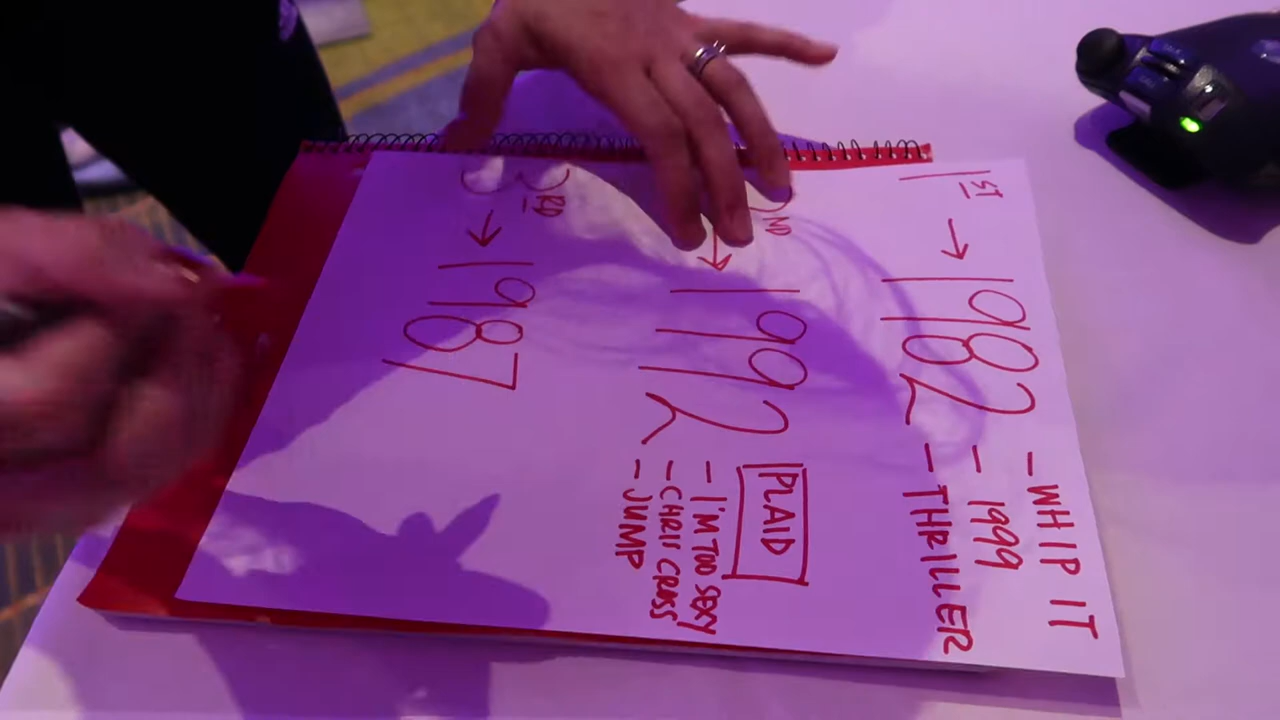 1ST → 1982 - WHIP IT
- 1999
- THRILLER
2ND → 1992 PLAID
- I'M TOO SEXY
- CHRIS CROSS
- JUMP
3RD → 1987